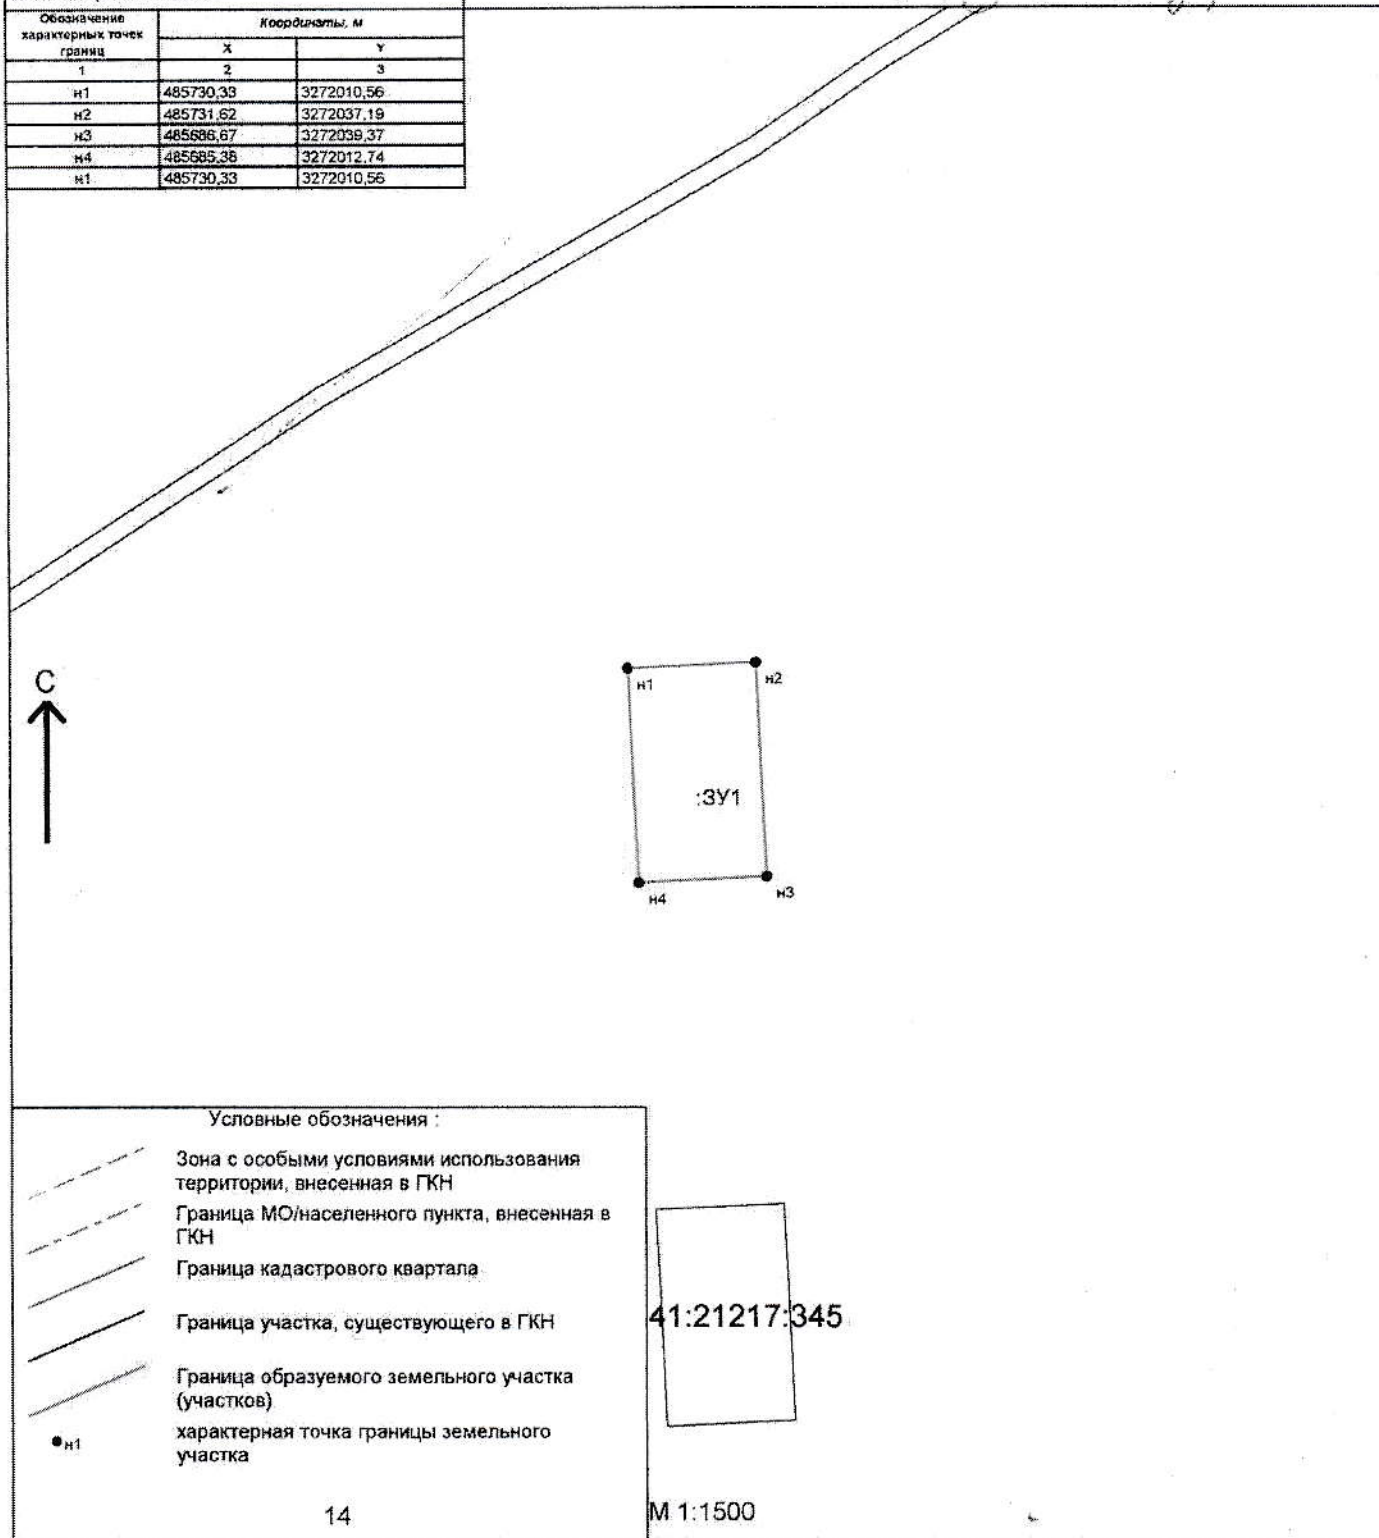 Обозначение
характерных точек
границ
Координаты, м
X Y
1 2 3
н1 485730,33 3272010,56
н2 485731,62 3272037,19
н3 485686,67 3272039,37
н4 485685,38 3272012,74
н1 485730,33 3272010,56
С
н1
н2
:ЗУ1
н4
н3
Условные обозначения :
Зона с особыми условиями использования
территории, внесенная в ГКН
Граница МО/населенного пункта, внесенная в
ГКН
Граница кадастрового квартала
Граница участка, существующего в ГКН
Граница образуемого земельного участка
(участков)
н1
характерная точка границы земельного
участка
41:21217:345
14
М 1:1500